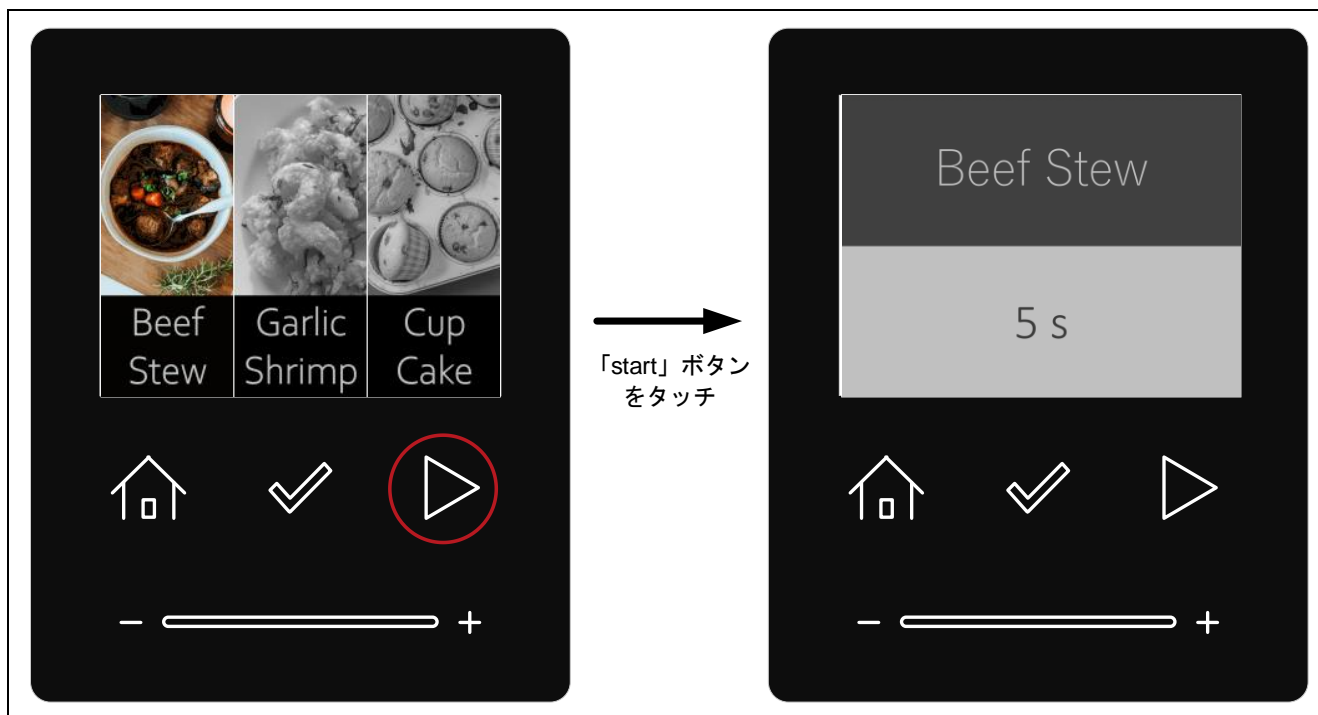 Beef
Stew
Garlic
Shrimp
Cup
Cake
「start」ボタン
をタッチ
Beef Stew
5 s